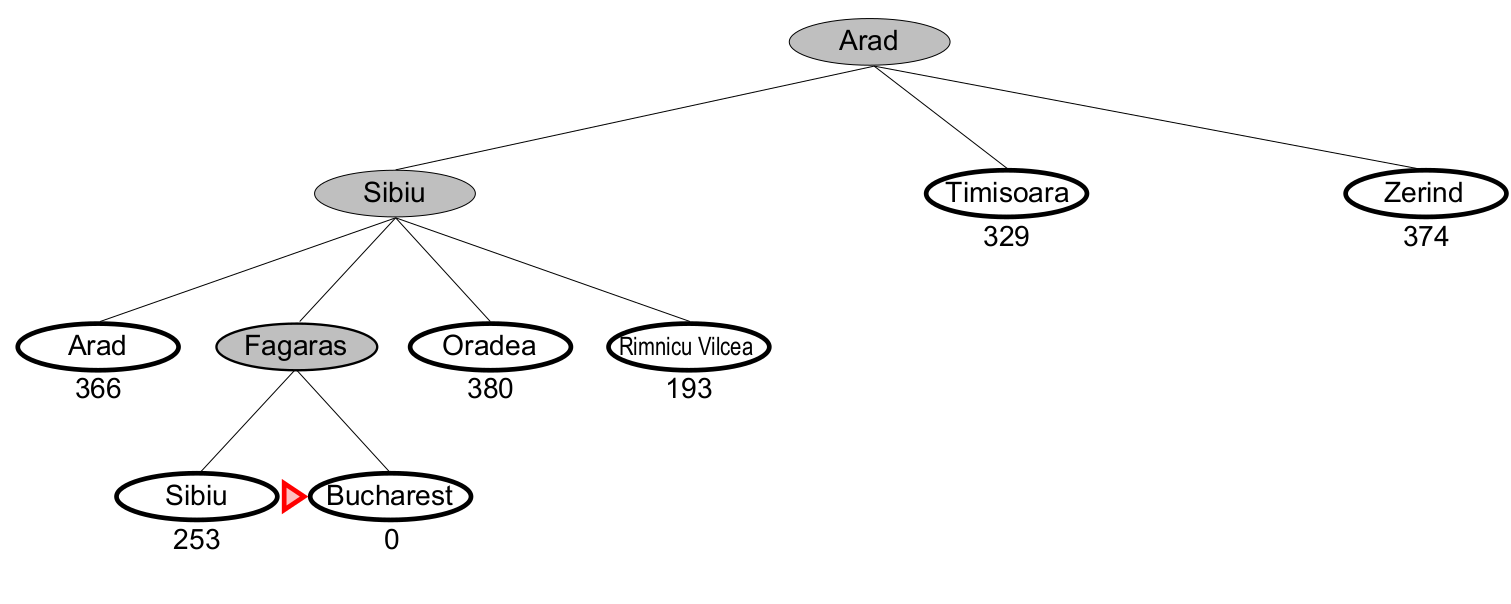 Arad
Sibiu
Timisoara
Zerind
329
374
Arad
Fagaras
Oradea
Rimnicu Vilcea
366
380
193
Sibiu
Bucharest
253
0